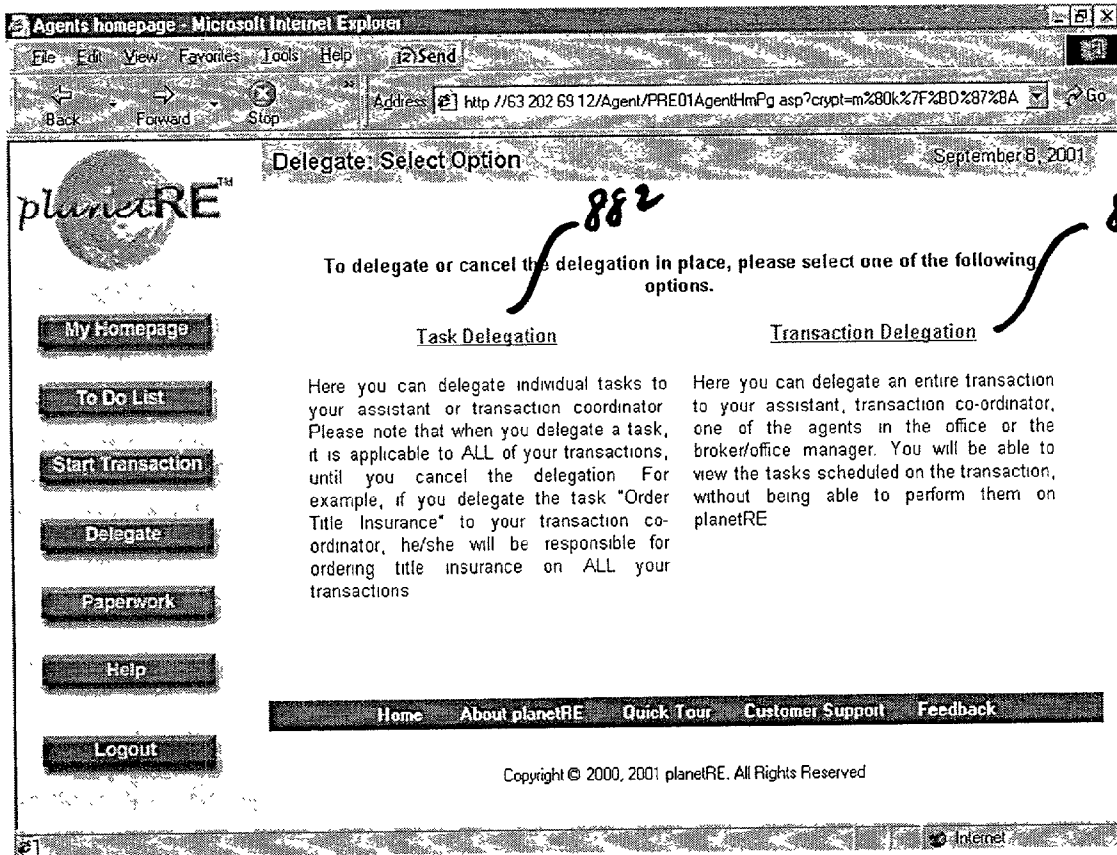 Agents homepage - Microsoft Internet Explorer
File Edit View Favorites Tools Help Send
Back Forward Stop » Address http //63 202 69 12/Agent/PRE01AgentHmPg asp?crypt=m%80k%7F%BD%87%8A Go
planetRE™
Delegate: Select Option September 8, 2001
882 8
To delegate or cancel the delegation in place, please select one of the following
options.
My Homepage
To Do List
Start Transaction
Delegate
Paperwork
Help
Logout
Task Delegation
Here you can delegate individual tasks to
your assistant or transaction coordinator
Please note that when you delegate a task,
it is applicable to ALL of your transactions,
until you cancel the delegation For
example, if you delegate the task "Order
Title Insurance" to your transaction co-
ordinator, he/she will be responsible for
ordering title insurance on ALL your
transactions
Transaction Delegation
Here you can delegate an entire transaction
to your assistant, transaction co-ordinator,
one of the agents in the office or the
broker/office manager. You will be able to
view the tasks scheduled on the transaction,
without being able to perform them on
planetRE
Home About planetRE Quick Tour Customer Support Feedback
Copyright © 2000, 2001 planetRE. All Rights Reserved
Internet